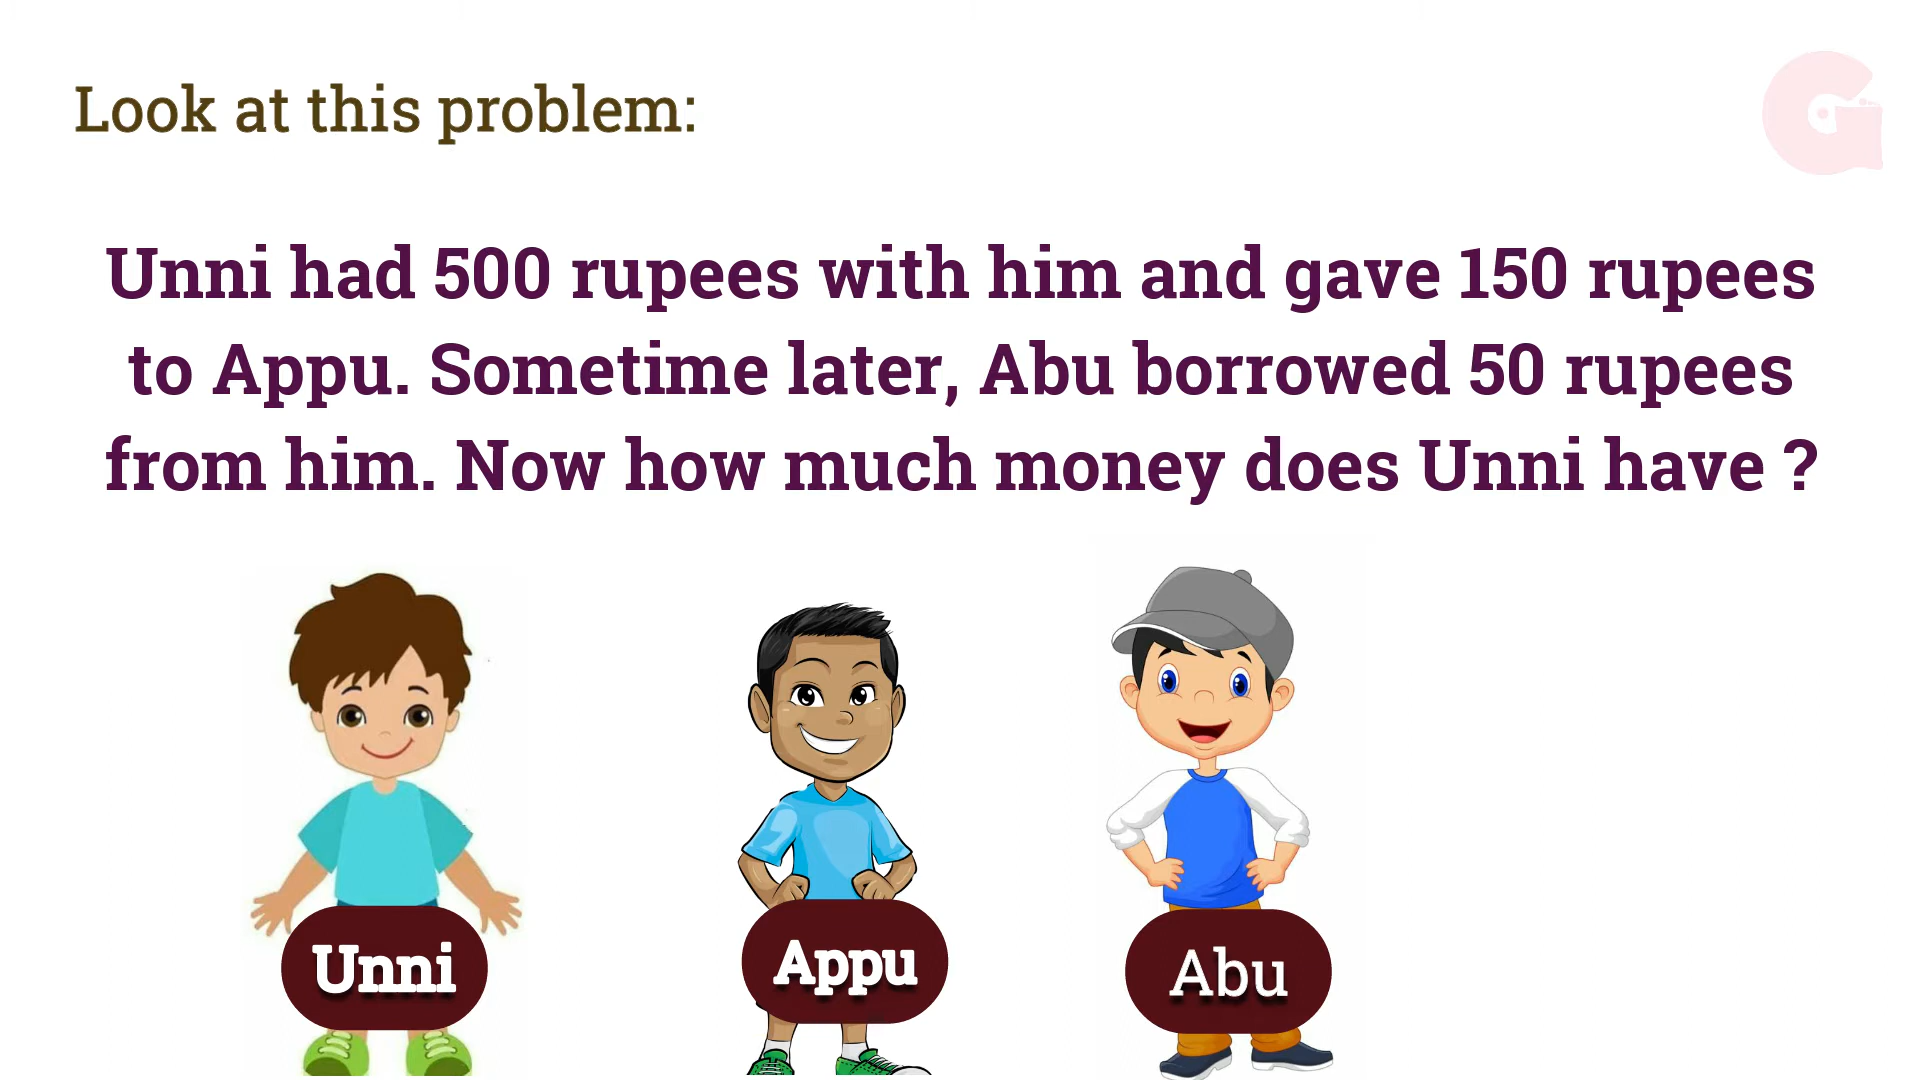 Look at this problem:
Unni had 500 rupees with him and gave 150 rupees
to Appu. Sometime later, Abu borrowed 50 rupees
from him. Now how much money does Unni have ?
Unni
Appu
Abu